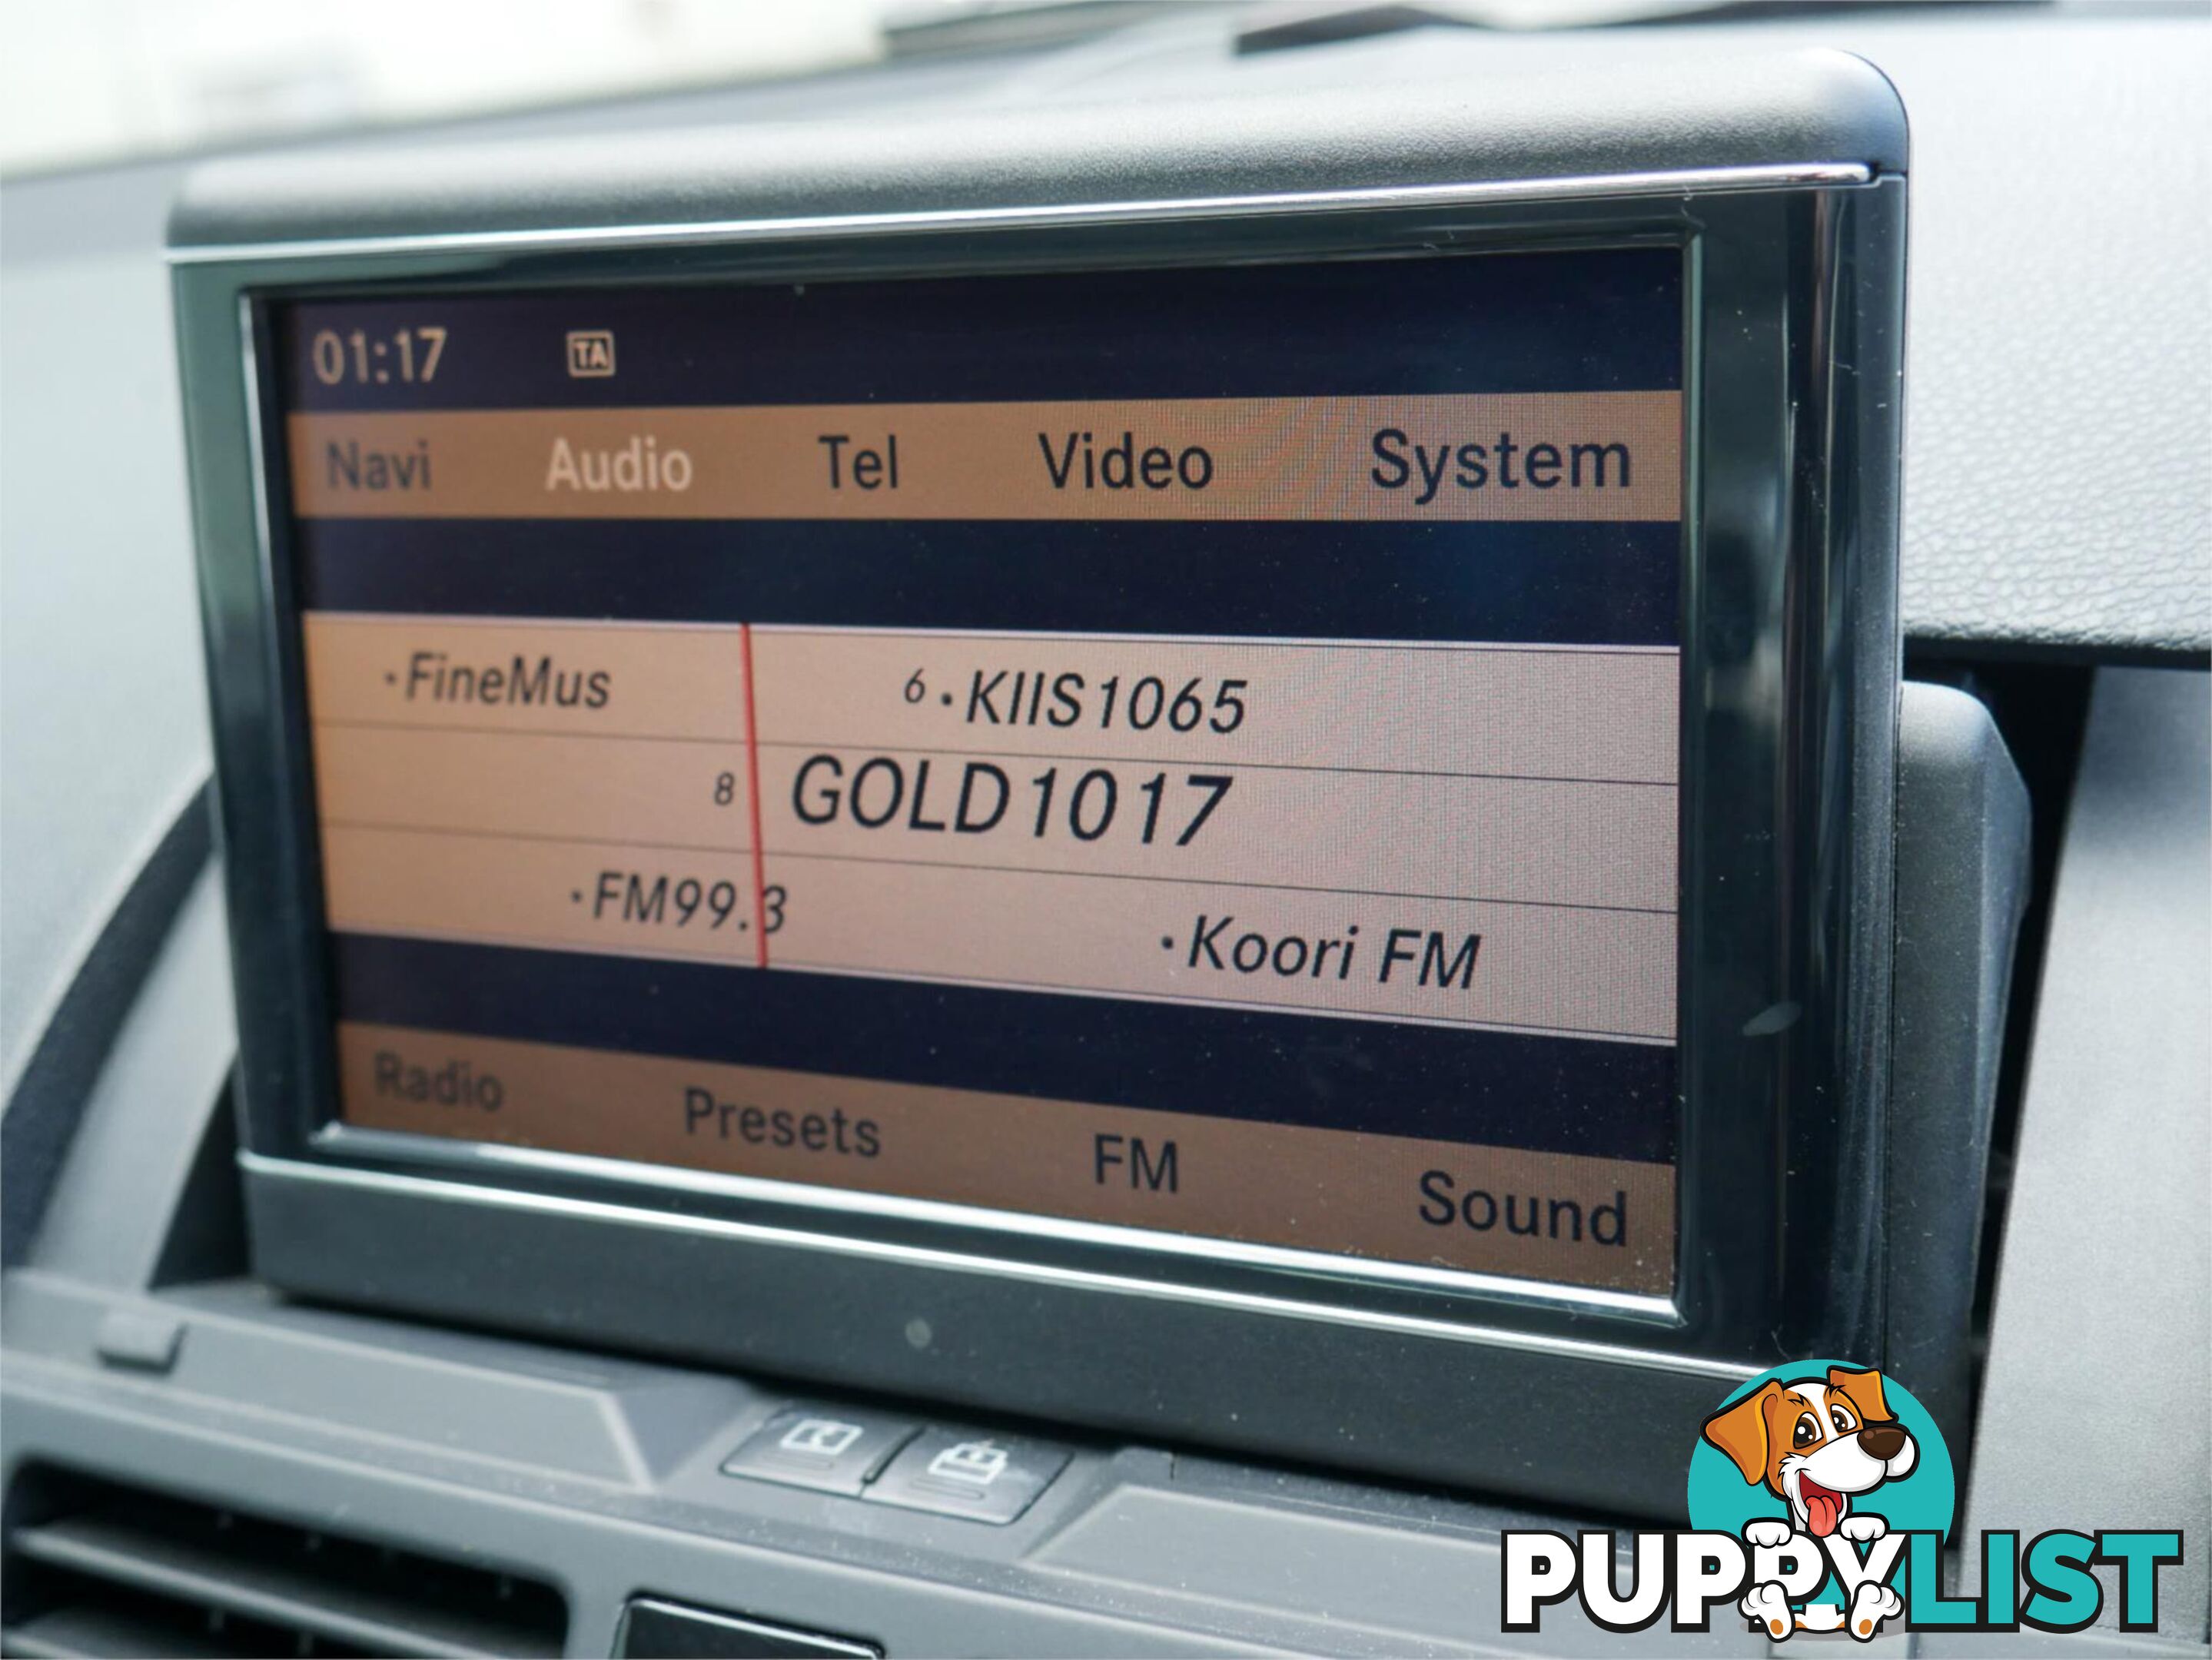 01:17 TA
Navi Audio Tel Video System
·FineMus 6·KIIS1065
8 GOLD1017
·FM99.3 ·Koori FM
Radio Presets FM Sound
PUPPYLIST